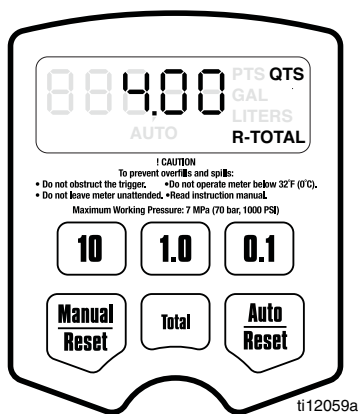 4.00 PTS QTS
GAL
LITERS
AUTO R-TOTAL
! CAUTION
To prevent overfills and spills:
• Do not obstruct the trigger. •Do not operate meter below 32˚F (0˚C).
• Do not leave meter unattended. •Read instruction manual.
Maximum Working Pressure: 7 MPa (70 bar, 1000 PSI)
10 1.0 0.1
Manual
Reset
Total
Auto
Reset
ti12059a